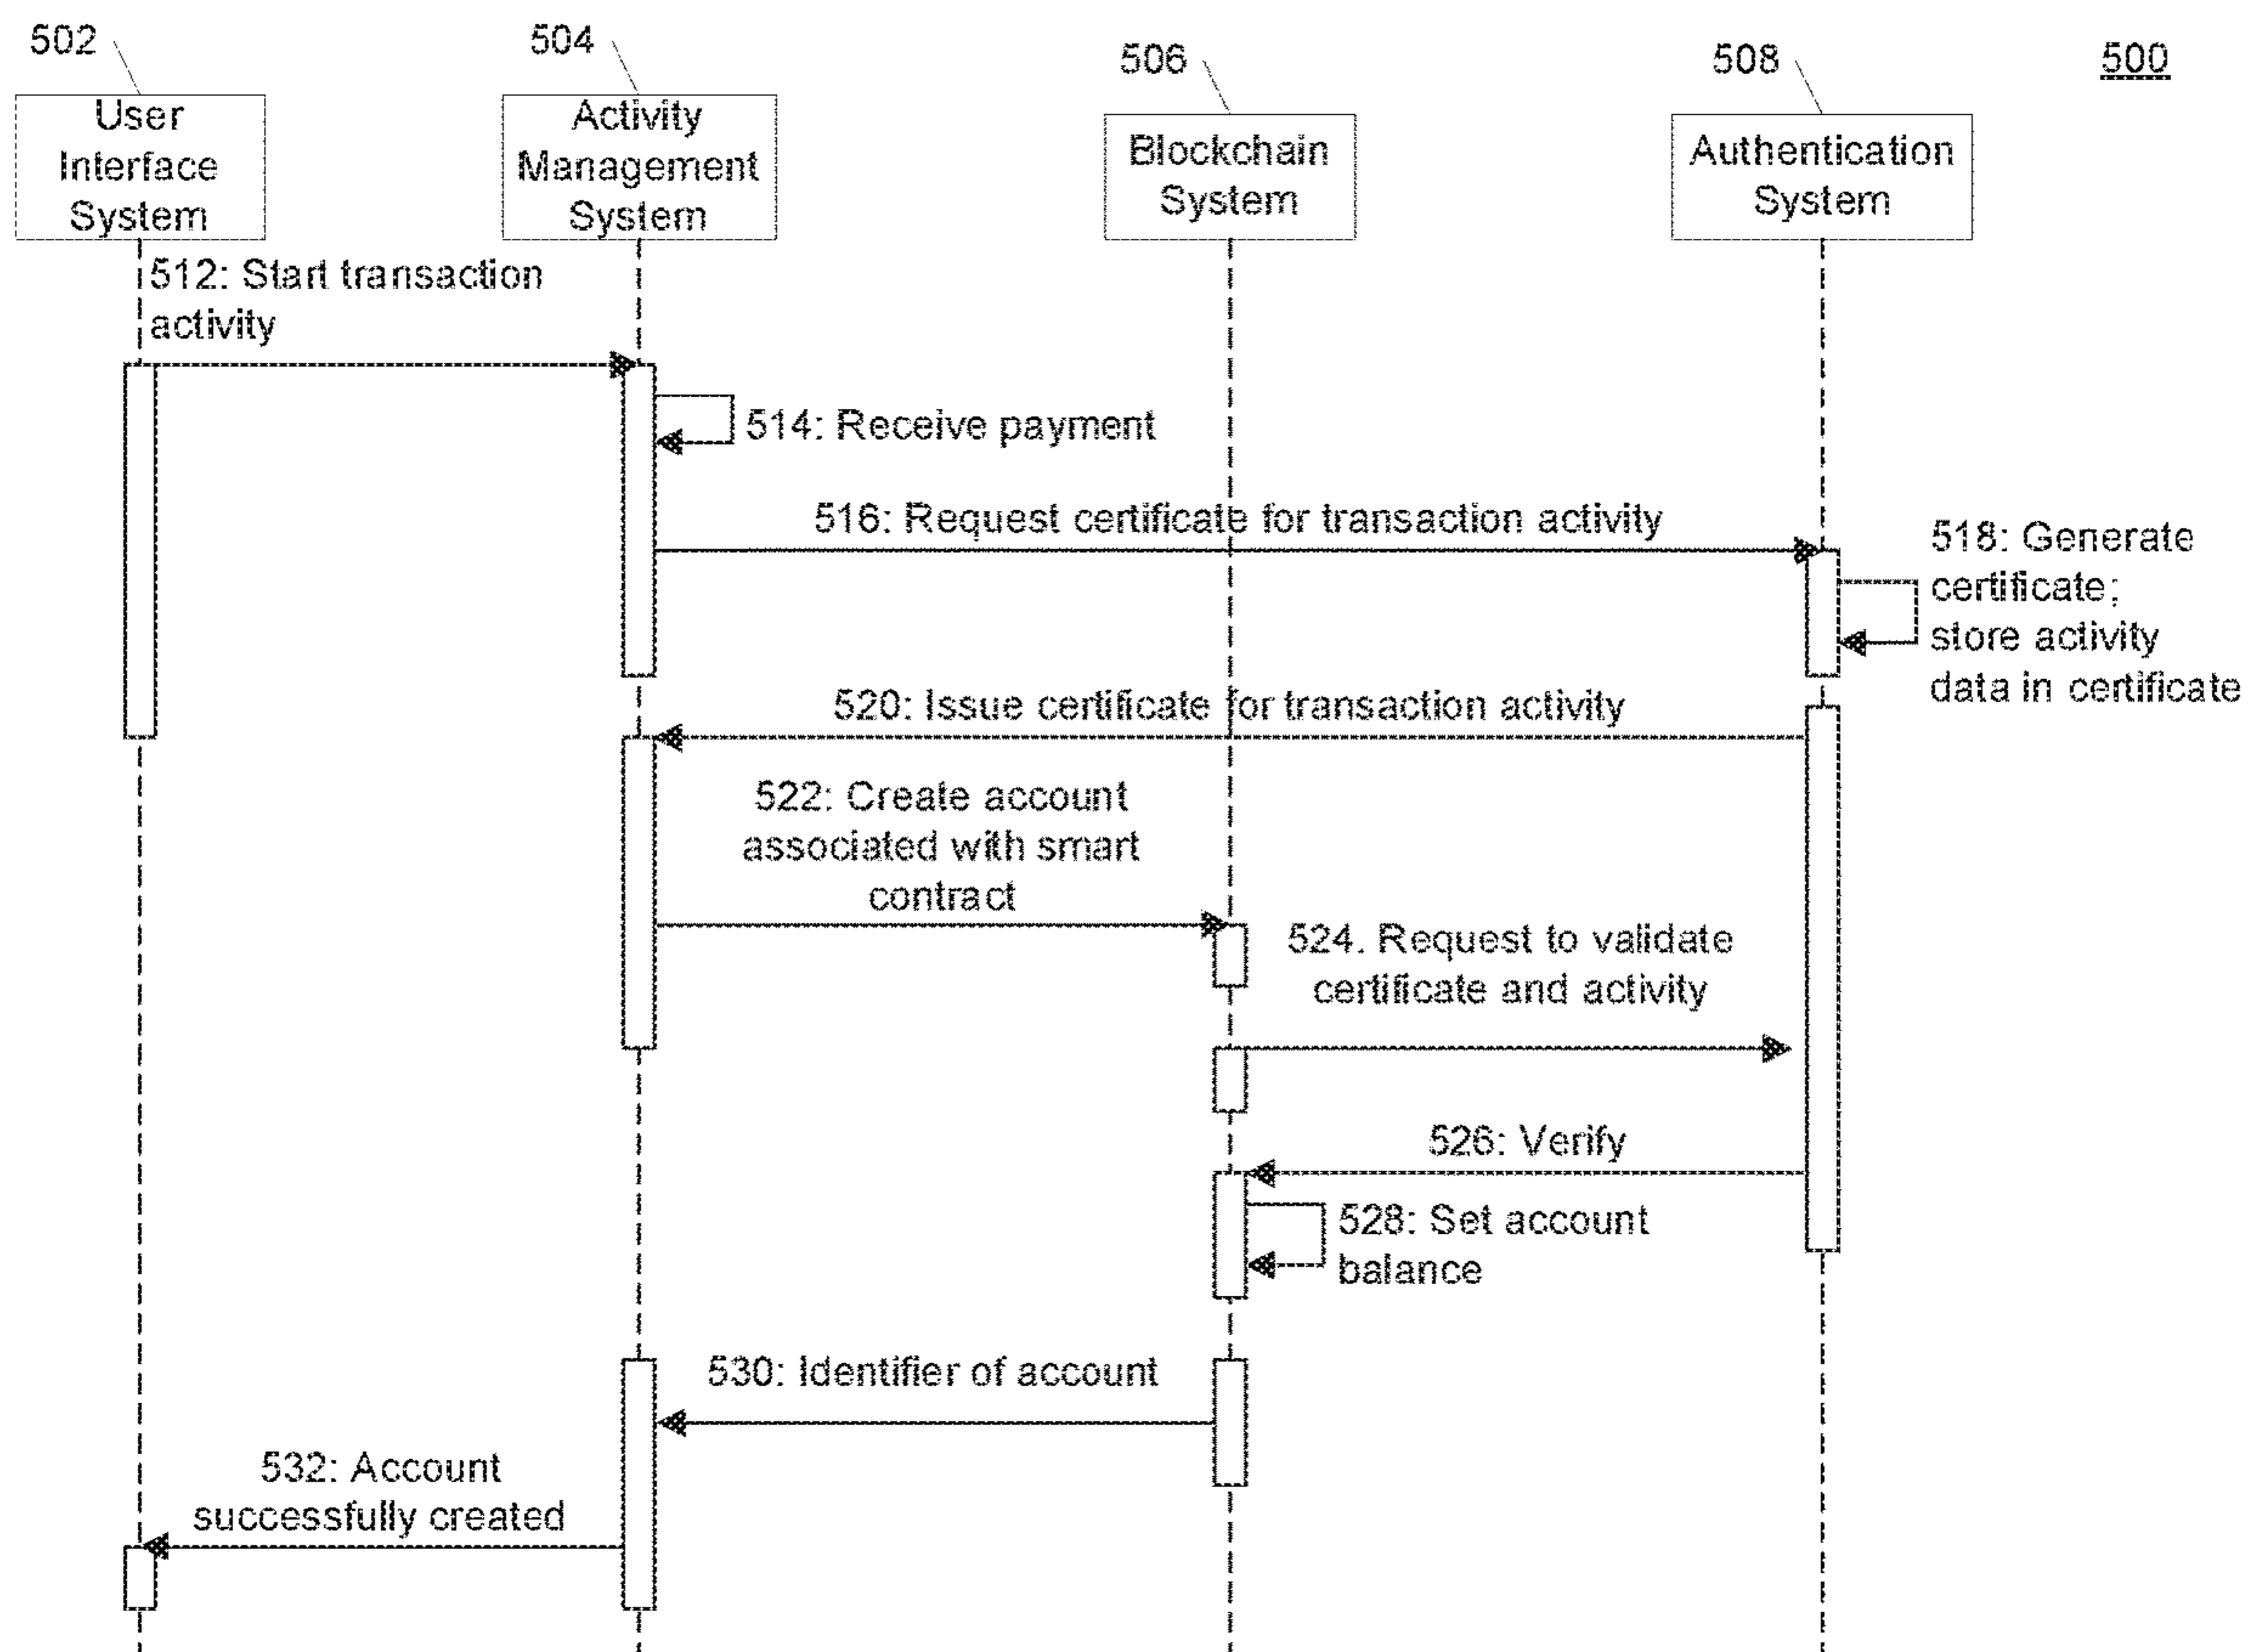 502
504
506
508
500
User
Interface
System
Activity
Management
System
Blockchain
System
Authentication
System
512: Start transaction
activity
514: Receive payment
516: Request certificate for transaction activity
518: Generate
certificate;
store activity
data in certificate
520: Issue certificate for transaction activity
522: Create account
associated with smart
contract
524. Request to validate
certificate and activity
526: Verify
528: Set account
balance
530: Identifier of account
532: Account
successfully created